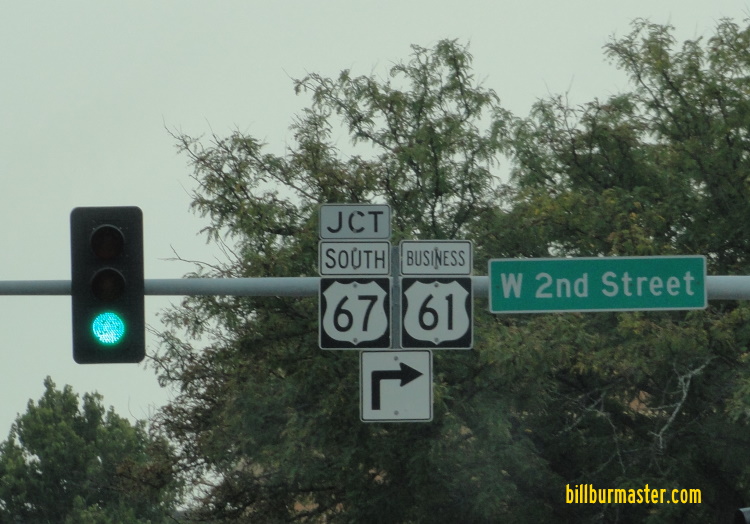 JCT
SOUTH BUSINESS
67 61
W 2nd Street
billburmaster.com